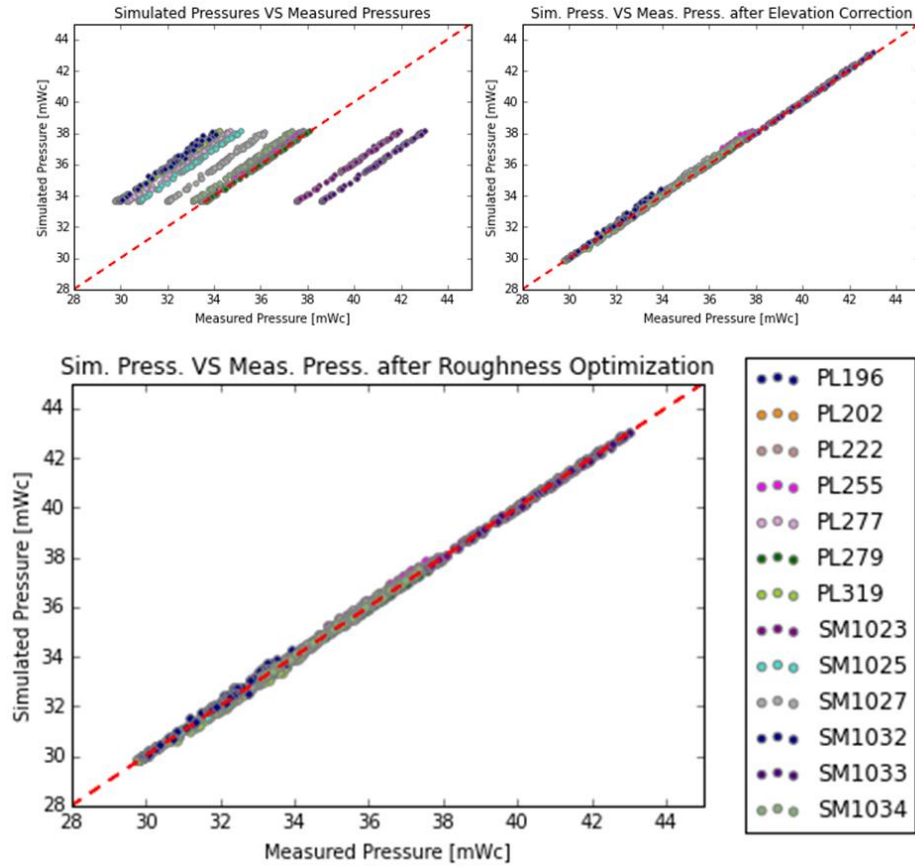 Simulated Pressures VS Measured Pressures
44
42
40
38
36
34
32
30
28
28 30 32 34 36 38 40 42 44
Simulated Pressure [mWc]
Measured Pressure [mWc]
Sim. Press. VS Meas. Press. after Elevation Correction
44
42
40
38
36
34
32
30
28
28 30 32 34 36 38 40 42 44
Simulated Pressure [mWc]
Measured Pressure [mWc]
Sim. Press. VS Meas. Press. after Roughness Optimization
44
42
40
38
36
34
32
30
28
28 30 32 34 36 38 40 42 44
Simulated Pressure [mWc]
Measured Pressure [mWc]
PL196
PL202
PL222
PL255
PL277
PL279
PL319
SM1023
SM1025
SM1027
SM1032
SM1033
SM1034